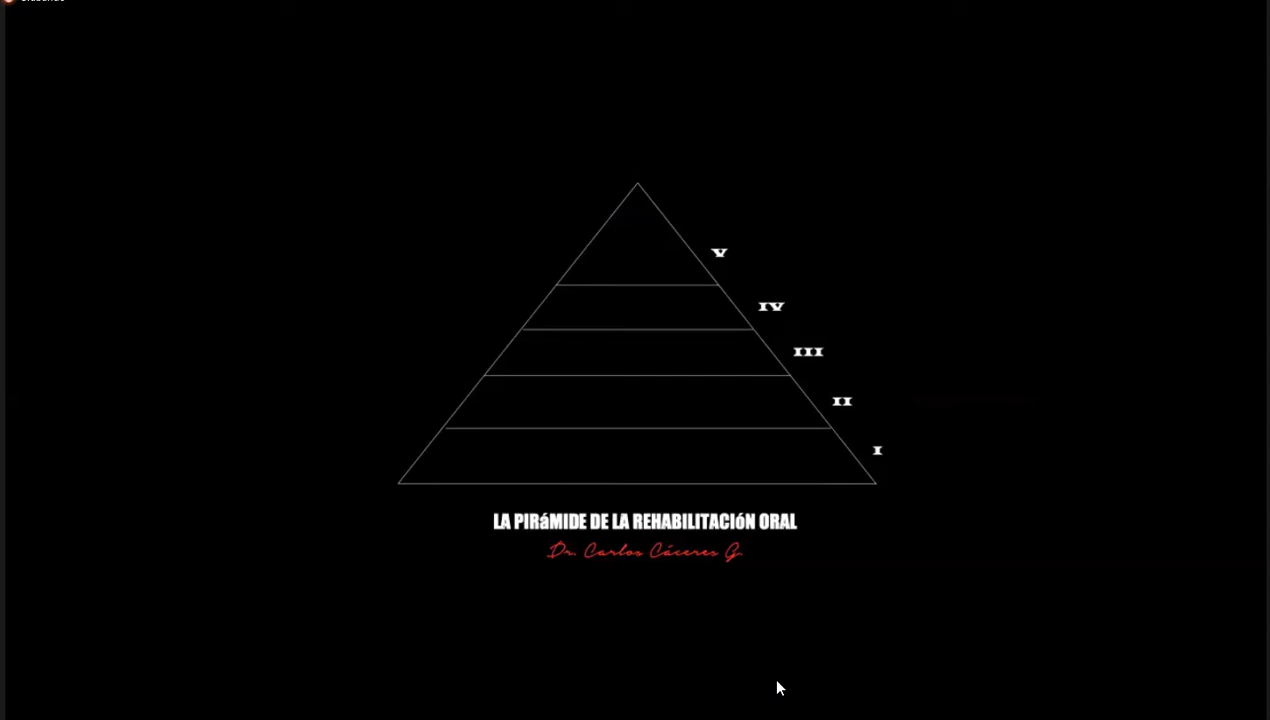 V
IV
III
II
I
LA PIRáMIDE DE LA REHABILITACIóN ORAL
Dr. Carlos Cáceres G.